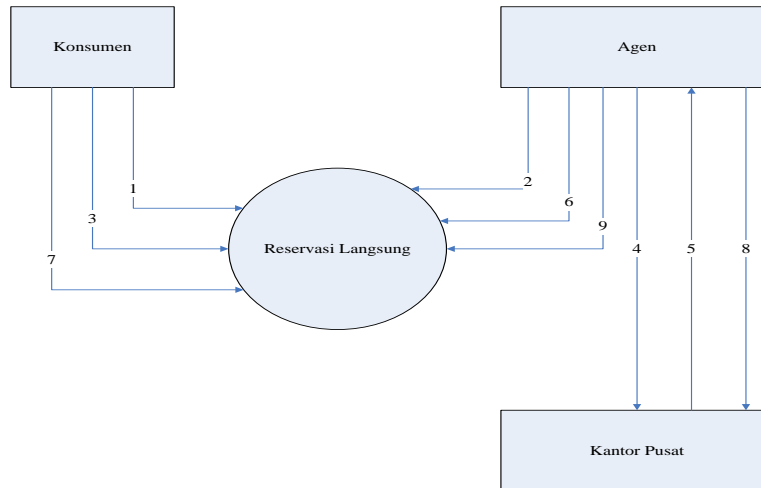 Konsumen
Agen
1
2
3
6
9
7
4
5
8
Reservasi Langsung
Kantor Pusat